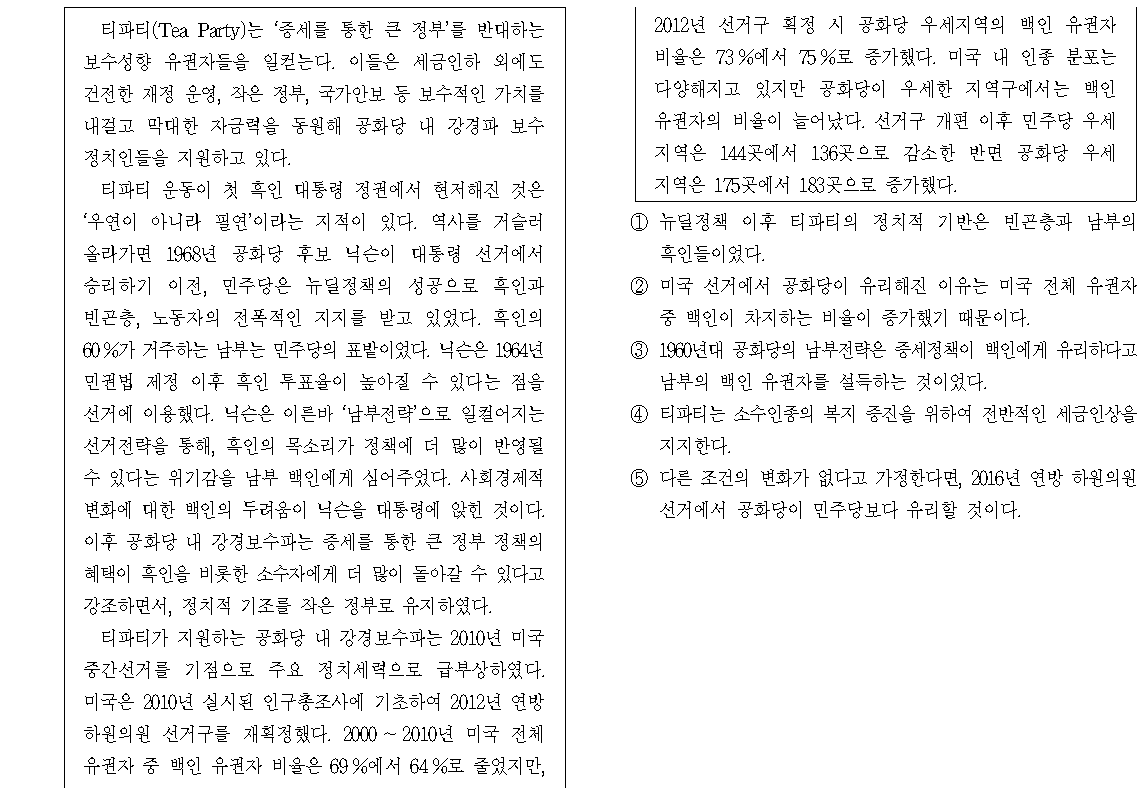 티파티(Tea Party)는 ‘증세를 통한 큰 정부’를 반대하는
보수성향 유권자들을 일컫는다. 이들은 세금인하 외에도
건전한 재정 운영, 작은 정부, 국가안보 등 보수적인 가치를
내걸고 막대한 자금력을 동원해 공화당 내 강경파 보수
정치인들을 지원하고 있다.
티파티 운동이 첫 흑인 대통령 정권에서 현저해진 것은
‘우연이 아니라 필연’이라는 지적이 있다. 역사를 거슬러
올라가면 1968년 공화당 후보 닉슨이 대통령 선거에서
승리하기 이전, 민주당은 뉴딜정책의 성공으로 흑인과
빈곤층, 노동자의 전폭적인 지지를 받고 있었다. 흑인의
60%가 거주하는 남부는 민주당의 표밭이었다. 닉슨은 1964년
민권법 제정 이후 흑인 투표율이 높아질 수 있다는 점을
선거에 이용했다. 닉슨은 이른바 ‘남부전략’으로 일컬어지는
선거전략을 통해, 흑인의 목소리가 정책에 더 많이 반영될
수 있다는 위기감을 남부 백인에게 심어주었다. 사회경제적
변화에 대한 백인의 두려움이 닉슨을 대통령에 앉힌 것이다.
이후 공화당 내 강경보수파는 증세를 통한 큰 정부 정책의
혜택이 흑인을 비롯한 소수자에게 더 많이 돌아갈 수 있다고
강조하면서, 정치적 기조를 작은 정부로 유지하였다.
티파티가 지원하는 공화당 내 강경보수파는 2010년 미국
중간선거를 기점으로 주요 정치세력으로 급부상하였다.
미국은 2010년 실시된 인구총조사에 기초하여 2012년 연방
하원의원 선거구를 재획정했다. 2000 ~ 2010년 미국 전체
유권자 중 백인 유권자 비율은 69%에서 64%로 줄었지만,
2012년 선거구 획정 시 공화당 우세지역의 백인 유권자
비율은 73%에서 75%로 증가했다. 미국 내 인종 분포는
다양해지고 있지만 공화당이 우세한 지역구에서는 백인
유권자의 비율이 늘어났다. 선거구 개편 이후 민주당 우세
지역은 144곳에서 136곳으로 감소한 반면 공화당 우세
지역은 175곳에서 183곳으로 증가했다.
① 뉴딜정책 이후 티파티의 정치적 기반은 빈곤층과 남부의
흑인들이었다.
② 미국 선거에서 공화당이 유리해진 이유는 미국 전체 유권자
중 백인이 차지하는 비율이 증가했기 때문이다.
③ 1960년대 공화당의 남부전략은 증세정책이 백인에게 유리하다고
남부의 백인 유권자를 설득하는 것이었다.
④ 티파티는 소수인종의 복지 증진을 위하여 전반적인 세금인상을
지지한다.
⑤ 다른 조건의 변화가 없다고 가정한다면, 2016년 연방 하원의원
선거에서 공화당이 민주당보다 유리할 것이다.